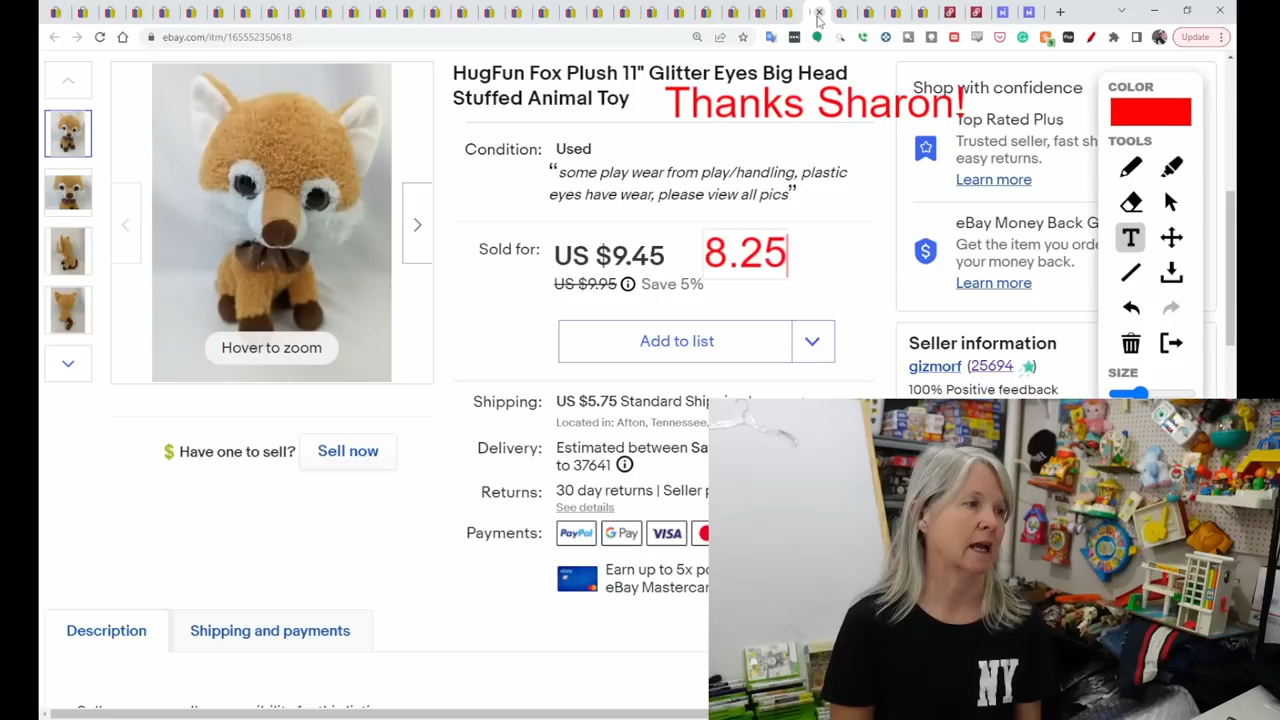 Update
ebay.com/itm/165552350618
HugFun Fox Plush 11" Glitter Eyes Big Head
Stuffed Animal Toy
Thanks Sharon!
Condition: Used
“some play wear from play/handling, plastic
eyes have wear, please view all pics”
Sold for: US $9.45 8.25
US $9.95 Save 5%
Hover to zoom
Add to list
$ Have one to sell? Sell now
Shipping: US $5.75 Standard
Located in: Afton, Tennessee,
Delivery: Estimated between
to 37641
Returns: 30 day returns | Seller
See details
Payments: PayPal G Pay VISA
Earn up to 5x
eBay Mastercar
Description
Shipping and payments
Shop with confidence
Top Rated Plus
Trusted seller, fast
easy returns.
Learn more
eBay Money Back G
Get the item you
your money back.
Learn more
Seller information
gizmorf (25694)
100% Positive feedback
COLOR
TOOLS
T
SIZE
NY